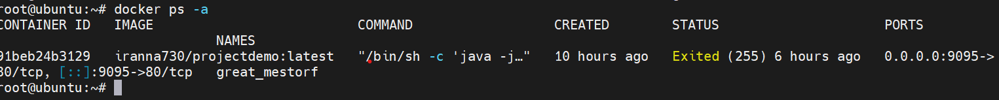 root@ubuntu:~# docker ps -a
CONTAINER ID   IMAGE                          COMMAND                  CREATED        STATUS                     PORTS
                            NAMES
91beb24b3129   iranna730/projectdemo:latest   "/bin/sh -c 'java -j…"   10 hours ago   Exited (255) 6 hours ago   0.0.0.0:9095->
80/tcp, [::]:9095->80/tcp   great_mestorf
root@ubuntu:~#